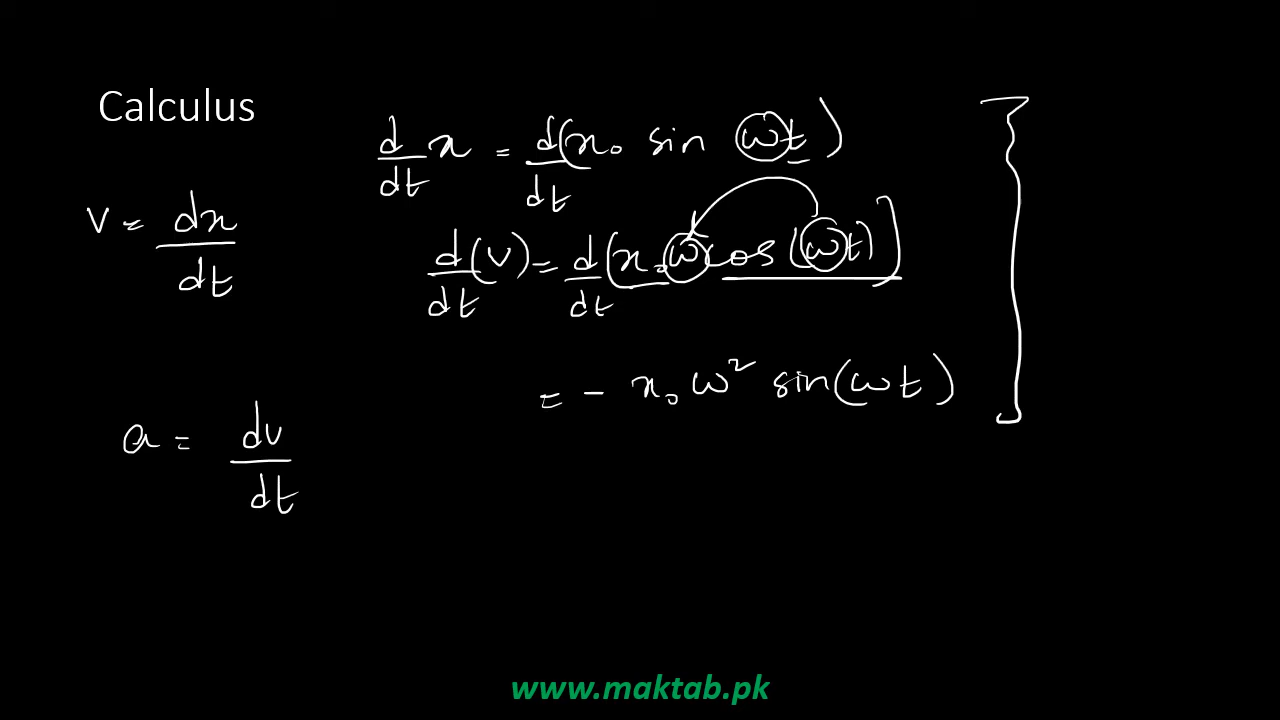 Calculus
d/dt x = d/dt (x₀ sin ωt)
v = dx/dt
d/dt (v) = d/dt (x₀ ω cos(ωt))
= - x₀ ω² sin(ωt)
a = dv/dt
www.maktab.pk